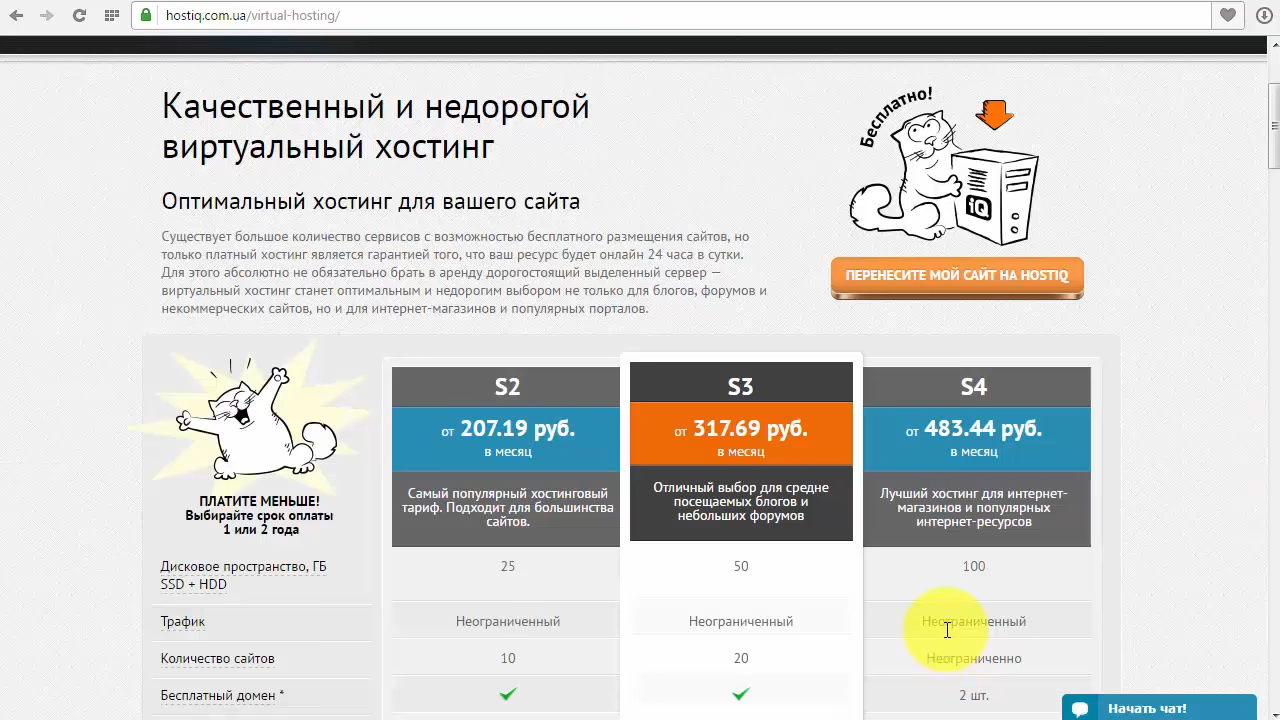 hostiq.com.ua/virtual-hosting/
Качественный и недорогой
виртуальный хостинг
Бесплатно!
iQ
Оптимальный хостинг для вашего сайта
Существует большое количество сервисов с возможностью бесплатного размещения сайтов, но
только платный хостинг является гарантией того, что ваш ресурс будет онлайн 24 часа в сутки.
Для этого абсолютно не обязательно брать в аренду дорогостоящий выделенный сервер —
виртуальный хостинг станет оптимальным и недорогим выбором не только для блогов, форумов и
некоммерческих сайтов, но и для интернет-магазинов и популярных порталов.
ПЕРЕНЕСИТЕ МОЙ САЙТ НА HOSTIQ
ПЛАТИТЕ МЕНЬШЕ!
Выбирайте срок оплаты
1 или 2 года
S2 S3 S4
от 207.19 руб. от 317.69 руб. от 483.44 руб.
в месяц в месяц в месяц
Самый популярный хостинговый
тариф. Подходит для большинства
сайтов.
Отличный выбор для средне
посещаемых блогов и
небольших форумов
Лучший хостинг для интернет-
магазинов и популярных
интернет-ресурсов
Дисковое пространство, ГБ 25 50 100
SSD + HDD
Трафик Неограниченный Неограниченный Неограниченный
Количество сайтов 10 20 Неограниченно
Бесплатный домен * 2 шт.
Начать чат!